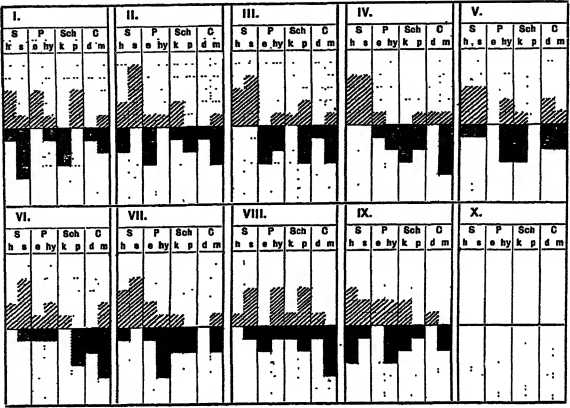 I. II. III. IV. V.
S P Sch C S P Sch C S P Sch C S P Sch C S P Sch C
h s e hy k p d m h s e hy k p d m h s e hy k p d m h s e hy k p d m h s e hy k p d m
VI. VII. VIII. IX. X.
S P Sch C S P Sch C S P Sch C S P Sch C S P Sch C
h s e hy k p d m h s e hy k p d m h s e hy k p d m h s e hy k p d m h s e hy k p d m